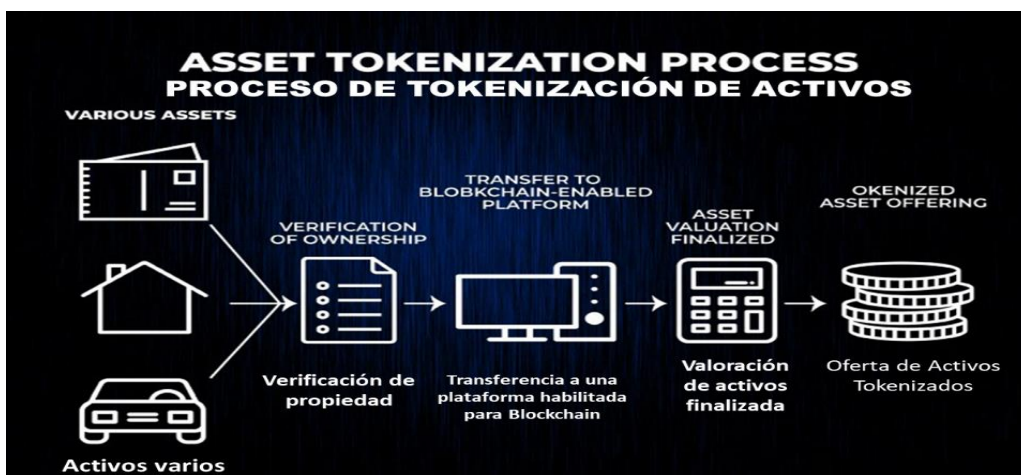 ASSET TOKENIZATION PROCESS
PROCESO DE TOKENIZACIÓN DE ACTIVOS
VARIOUS ASSETS
Activos varios
VERIFICATION
OF OWNERSHIP
Verificación de
propiedad
TRANSFER TO
BLOBKCHAIN-ENABLED
PLATFORM
Transferencia a una
plataforma habilitada
para Blockchain
ASSET
VALUATION
FINALIZED
Valoración
de activos
finalizada
OKENIZED
ASSET OFFERING
Oferta de Activos
Tokenizados